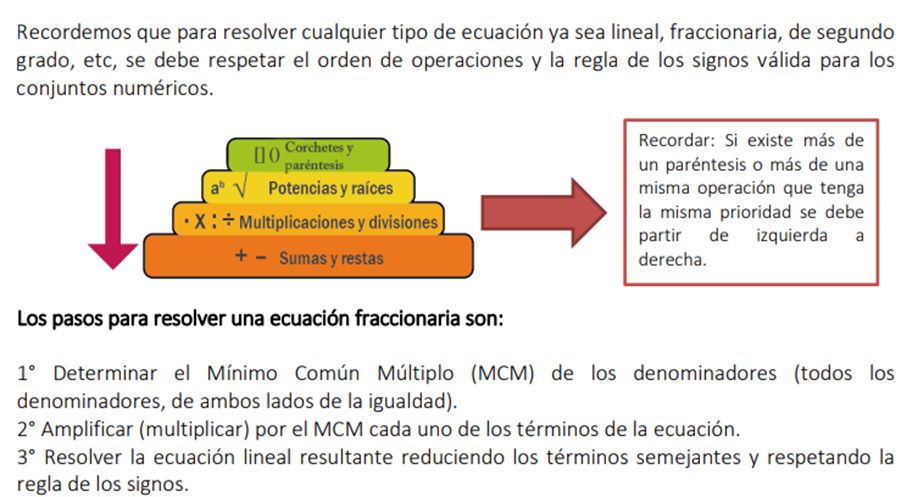 Recordemos que para resolver cualquier tipo de ecuación ya sea lineal, fraccionaria, de segundo
grado, etc, se debe respetar el orden de operaciones y la regla de los signos válida para los
conjuntos numéricos.
[] () Corchetes y
paréntesis
aᵇ √ Potencias y raíces
· X : ÷ Multiplicaciones y divisiones
+ − Sumas y restas
Recordar: Si existe más de
un paréntesis o más de una
misma operación que tenga
la misma prioridad se debe
partir de izquierda a
derecha.
Los pasos para resolver una ecuación fraccionaria son:
1° Determinar el Mínimo Común Múltiplo (MCM) de los denominadores (todos los
denominadores, de ambos lados de la igualdad).
2° Amplificar (multiplicar) por el MCM cada uno de los términos de la ecuación.
3° Resolver la ecuación lineal resultante reduciendo los términos semejantes y respetando la
regla de los signos.